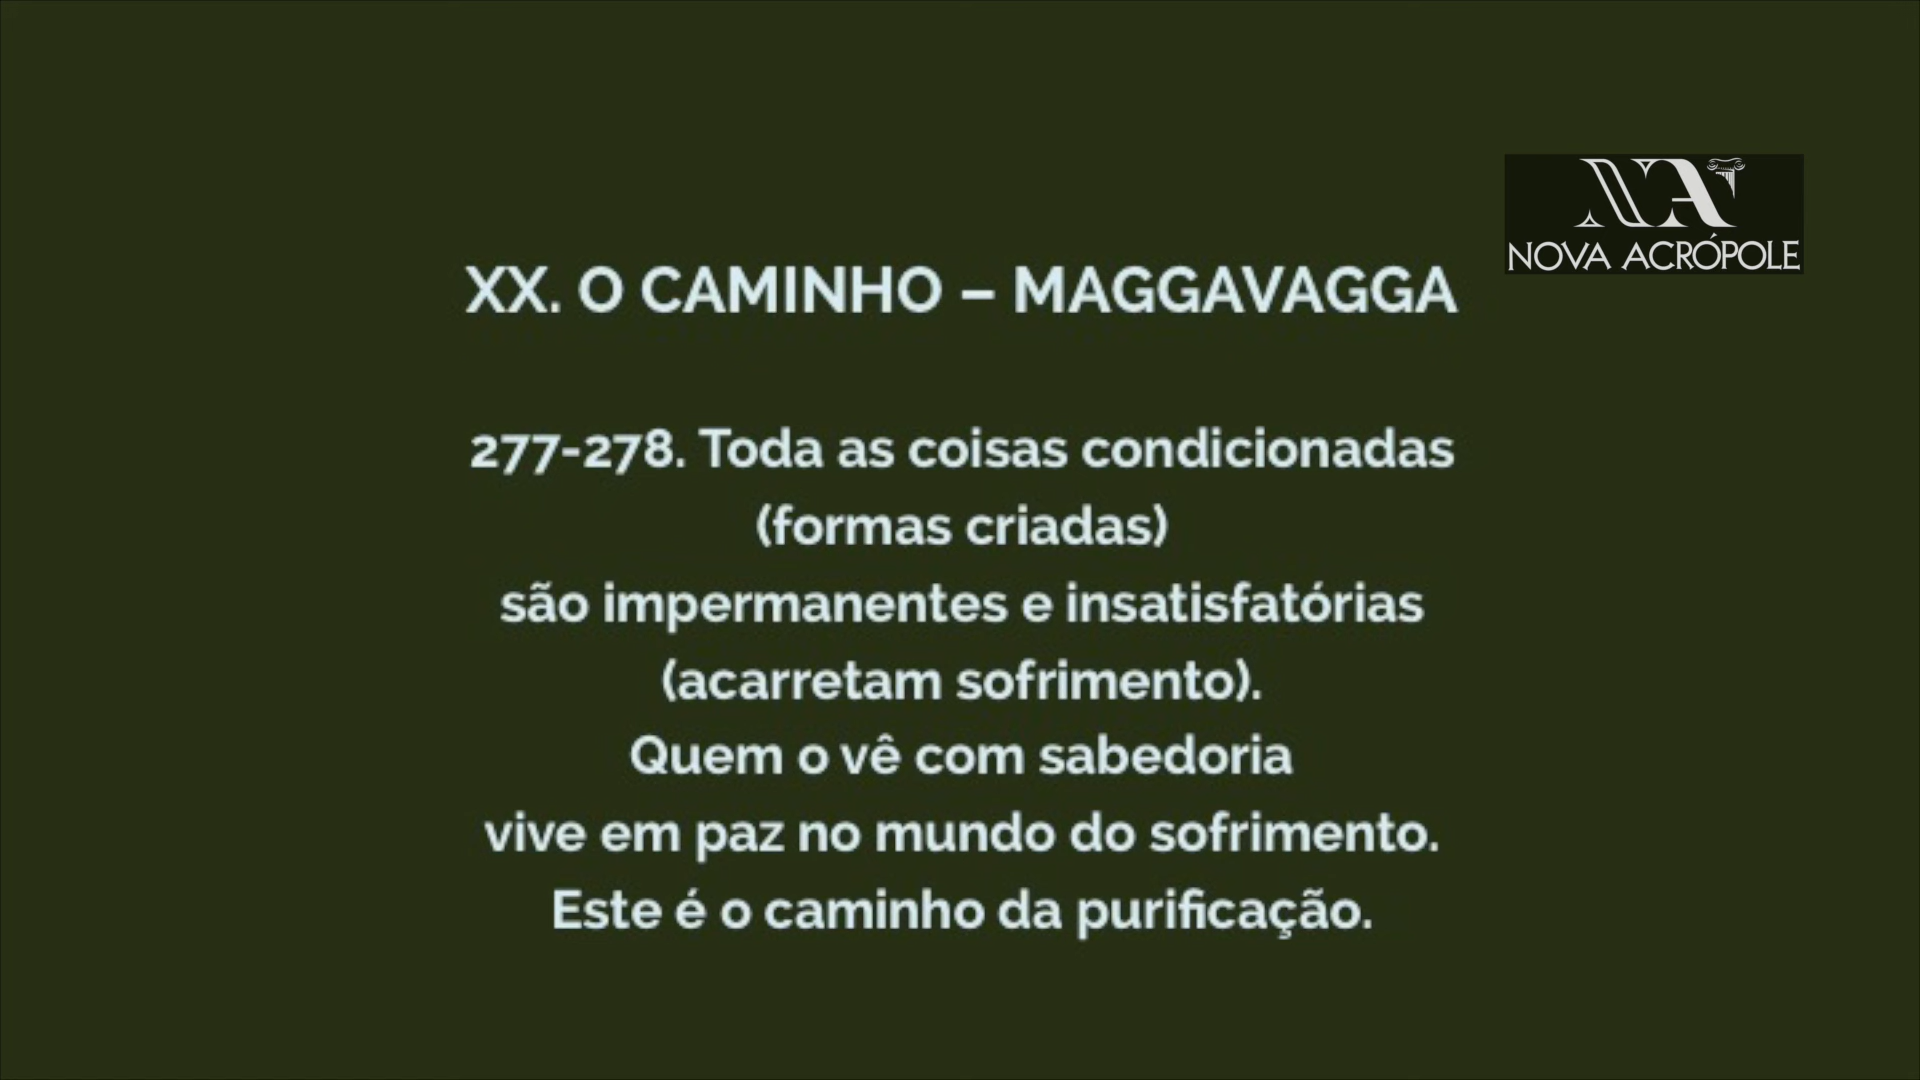 NA
NOVA ACRÓPOLE
XX. O CAMINHO – MAGGAVAGGA
277-278. Toda as coisas condicionadas
(formas criadas)
são impermanentes e insatisfatórias
(acarretam sofrimento).
Quem o vê com sabedoria
vive em paz no mundo do sofrimento.
Este é o caminho da purificação.